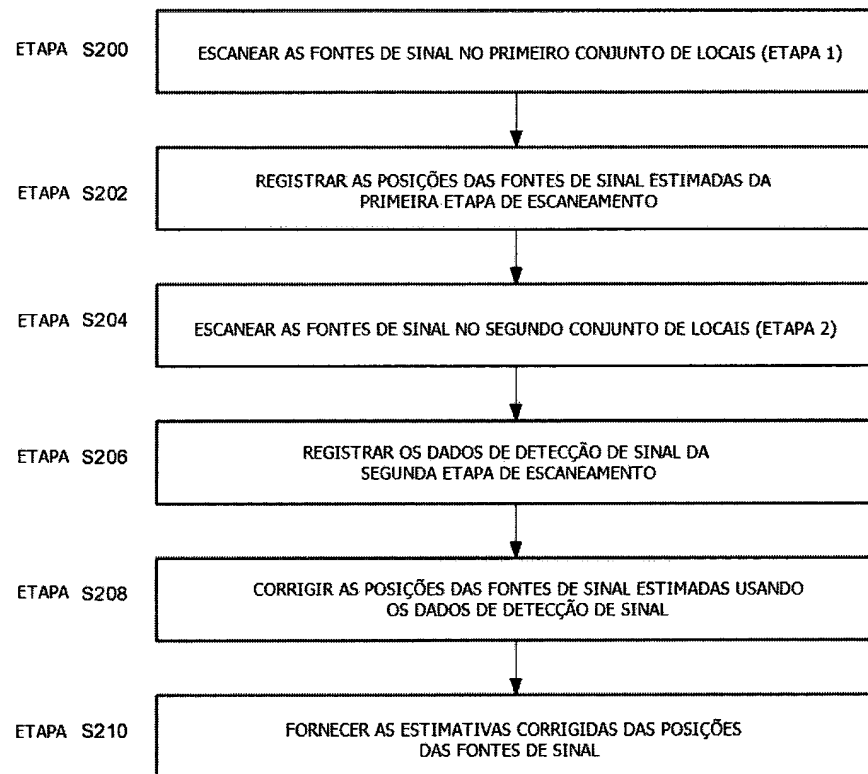 ETAPA S200
ESCANEAR AS FONTES DE SINAL NO PRIMEIRO CONJUNTO DE LOCAIS (ETAPA 1)
ETAPA S202
REGISTRAR AS POSIÇÕES DAS FONTES DE SINAL ESTIMADAS DA
PRIMEIRA ETAPA DE ESCANEAMENTO
ETAPA S204
ESCANEAR AS FONTES DE SINAL NO SEGUNDO CONJUNTO DE LOCAIS (ETAPA 2)
ETAPA S206
REGISTRAR OS DADOS DE DETECÇÃO DE SINAL DA
SEGUNDA ETAPA DE ESCANEAMENTO
ETAPA S208
CORRIGIR AS POSIÇÕES DAS FONTES DE SINAL ESTIMADAS USANDO
OS DADOS DE DETECÇÃO DE SINAL
ETAPA S210
FORNECER AS ESTIMATIVAS CORRIGIDAS DAS POSIÇÕES
DAS FONTES DE SINAL